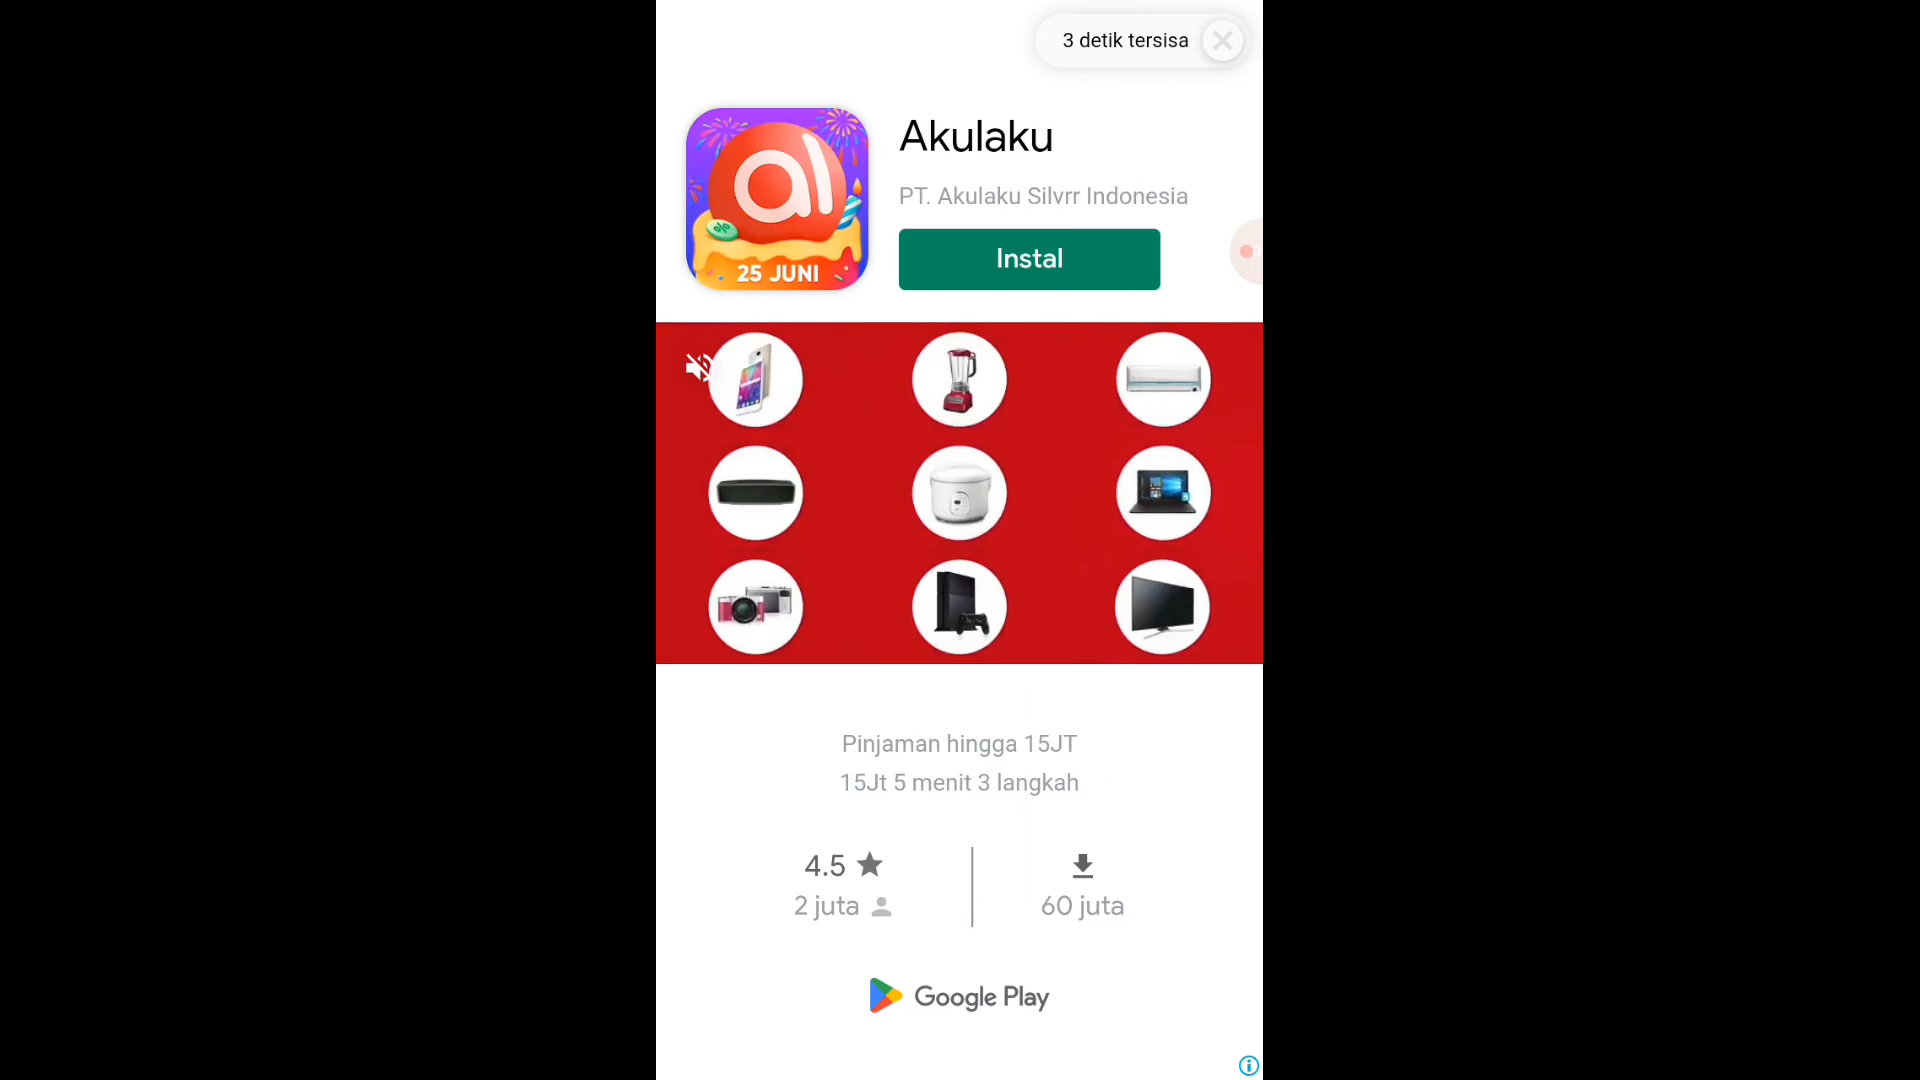 3 detik tersisa
Akulaku
PT. Akulaku Silvrr Indonesia
al
%
25 JUNI
Instal
Pinjaman hingga 15JT
15Jt 5 menit 3 langkah
4.5
2 juta
60 juta
Google Play